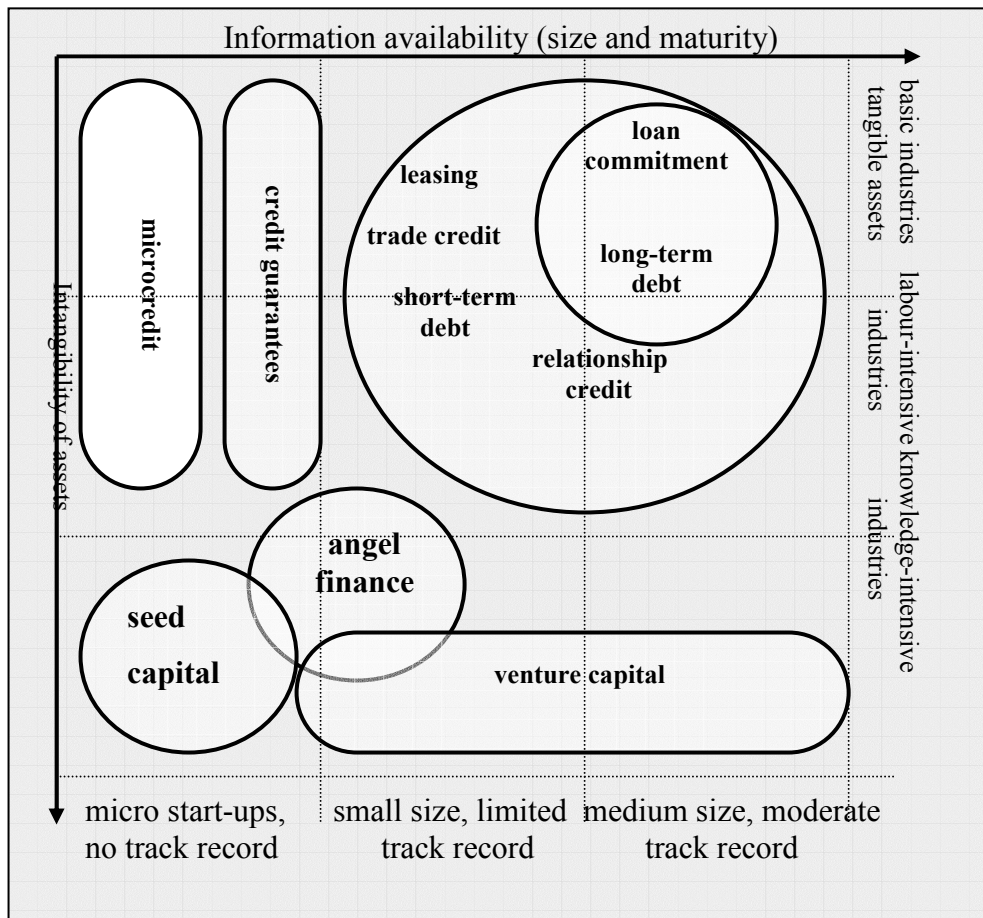 Information availability (size and maturity)
basic industries
tangible assets
loan
commitment
leasing
trade credit
long-term
debt
short-term
debt
relationship
credit
microcredit
credit guarantees
labour-intensive
industries
Intangibility of assets
knowledge-intensive
industries
angel
finance
seed
capital
venture capital
micro start-ups,
no track record
small size, limited
track record
medium size, moderate
track record